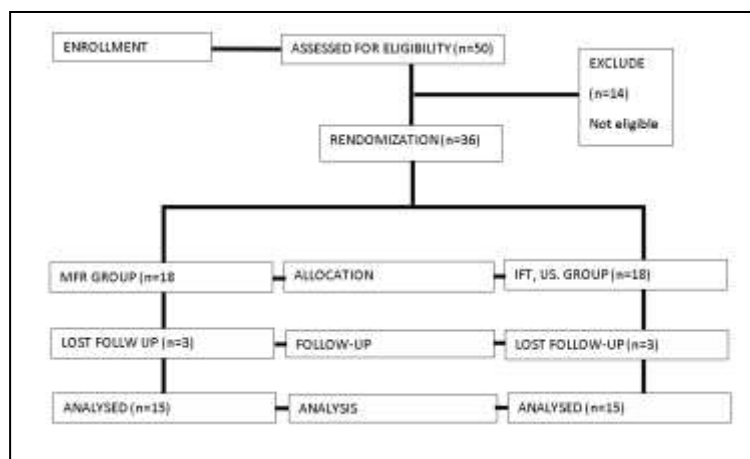 ENROLLMENT
ASSESSED FOR ELIGIBILITY (n=50)
EXCLUDE
(n=14)
Not eligible
RENDOMIZATION (n=36)
MFR GROUP (n=18
ALLOCATION
IFT, US. GROUP (n=18)
LOST FOLLW UP (n=3)
FOLLOW-UP
LOST FOLLOW-UP (n=3)
ANALYSED (n=15)
ANALYSIS
ANALYSED (n=15)